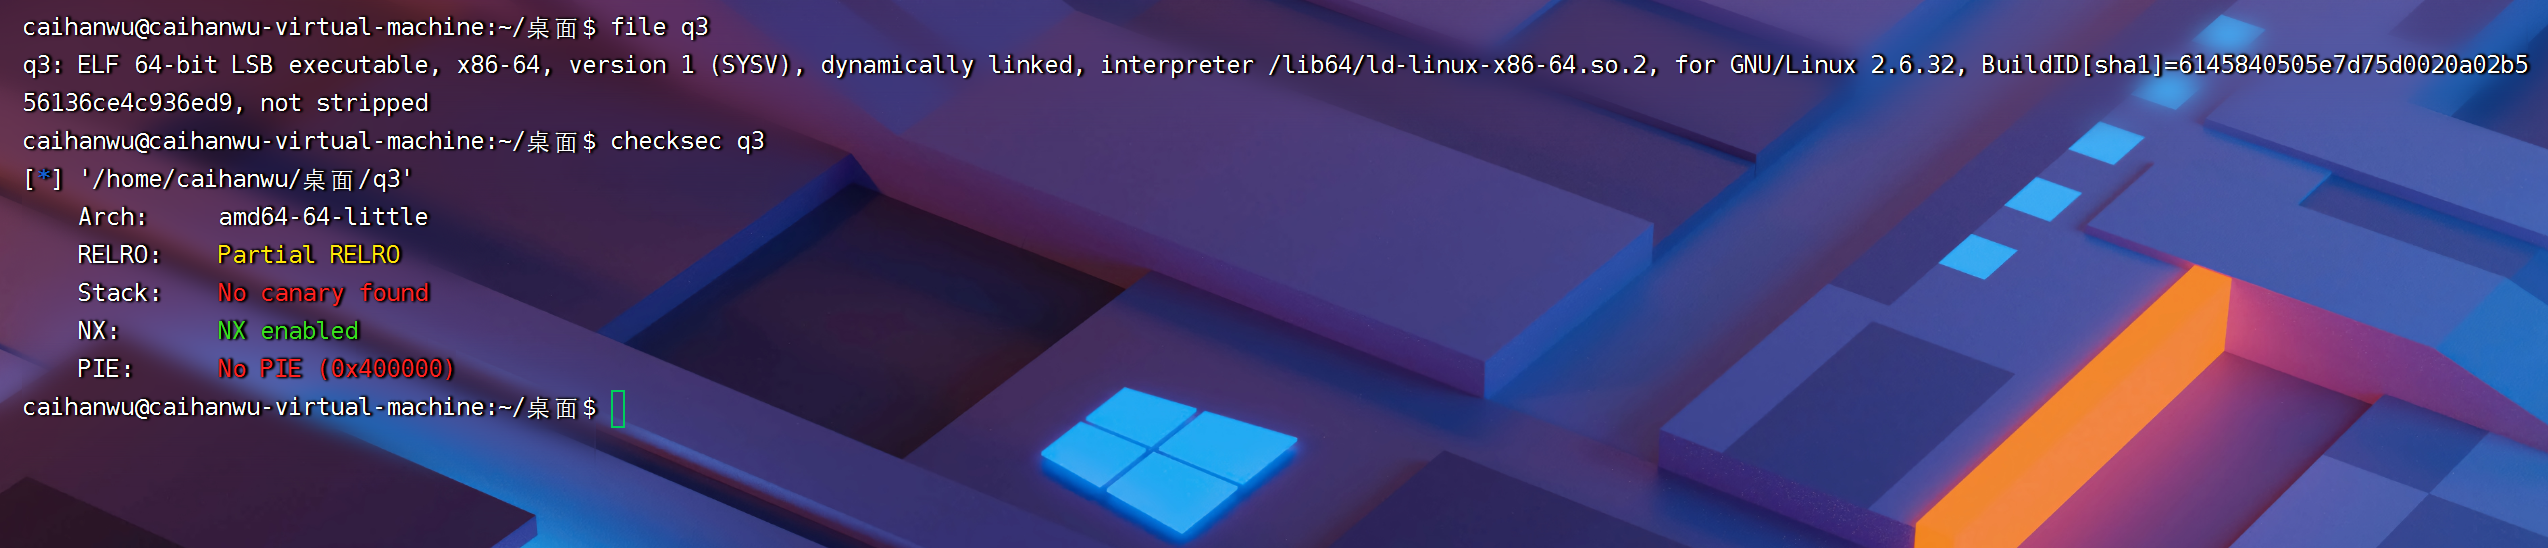 caihanwu@caihanwu-virtual-machine:~/桌面$ file q3
q3: ELF 64-bit LSB executable, x86-64, version 1 (SYSV), dynamically linked, interpreter /lib64/ld-linux-x86-64.so.2, for GNU/Linux 2.6.32, BuildID[sha1]=6145840505e7d75d0020a02b5
56136ce4c936ed9, not stripped
caihanwu@caihanwu-virtual-machine:~/桌面$ checksec q3
[*] '/home/caihanwu/桌面/q3'
    Arch:     amd64-64-little
    RELRO:    Partial RELRO
    Stack:    No canary found
    NX:       NX enabled
    PIE:      No PIE (0x400000)
caihanwu@caihanwu-virtual-machine:~/桌面$